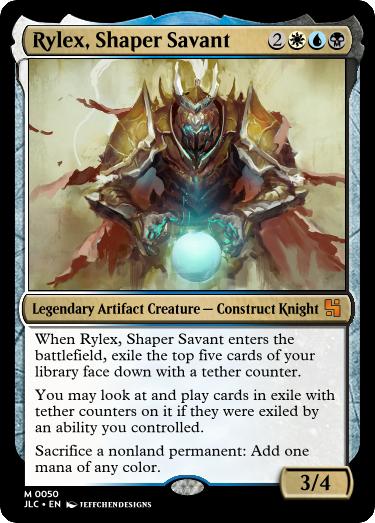 Rylex, Shaper Savant 2
Legendary Artifact Creature — Construct Knight
When Rylex, Shaper Savant enters the
battlefield, exile the top five cards of your
library face down with a tether counter.
You may look at and play cards in exile with
tether counters on it if they were exiled by
an ability you controlled.
Sacrifice a nonland permanent: Add one
mana of any color.
3/4
M 0050
JLC • EN JEFFCHENDESIGNS